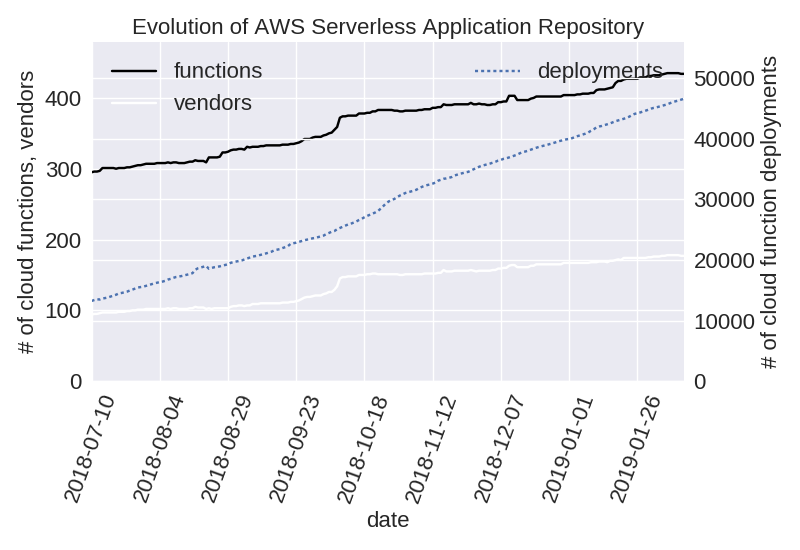 Evolution of AWS Serverless Application Repository
functions
vendors
deployments
# of cloud functions, vendors
400
300
200
100
0
# of cloud function deployments
50000
40000
30000
20000
10000
0
2018-07-10
2018-08-04
2018-08-29
2018-09-23
2018-10-18
2018-11-12
2018-12-07
2019-01-01
2019-01-26
date